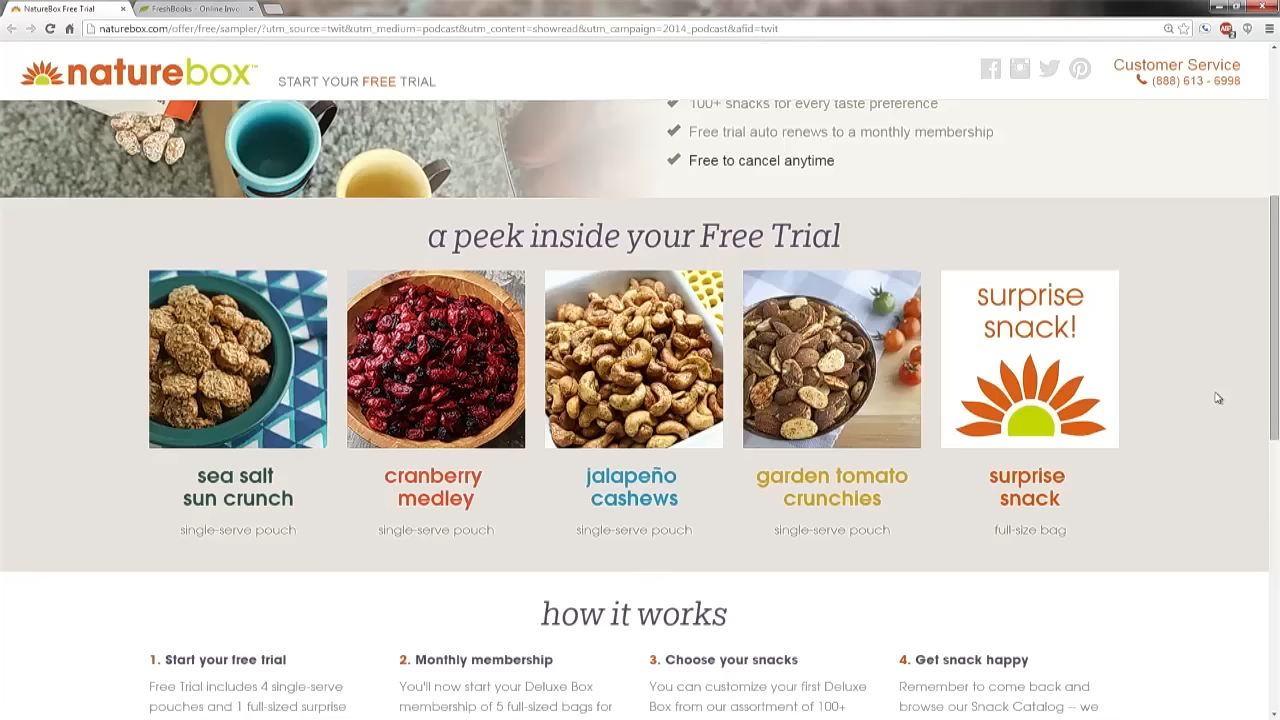 NatureBox Free Trial
FreshBooks - Online Invo
naturebox.com/offer/free/sampler/?utm_source=twit&utm_medium=podcast&utm_content=showread&utm_campaign=2014_podcast&afid=twit
naturebox™
START YOUR FREE TRIAL
Customer Service
(888) 613 - 6998
100+ snacks for every taste preference
Free trial auto renews to a monthly membership
Free to cancel anytime
a peek inside your Free Trial
surprise
snack!
sea salt
sun crunch
single-serve pouch
cranberry
medley
single-serve pouch
jalapeño
cashews
single-serve pouch
garden tomato
crunchies
single-serve pouch
surprise
snack
full-size bag
how it works
1. Start your free trial
Free Trial includes 4 single-serve
pouches and 1 full-sized surprise
2. Monthly membership
You'll now start your Deluxe Box
membership of 5 full-sized bags for
3. Choose your snacks
You can customize your first Deluxe
Box from our assortment of 100+
4. Get snack happy
Remember to come back and
browse our Snack Catalog -- we